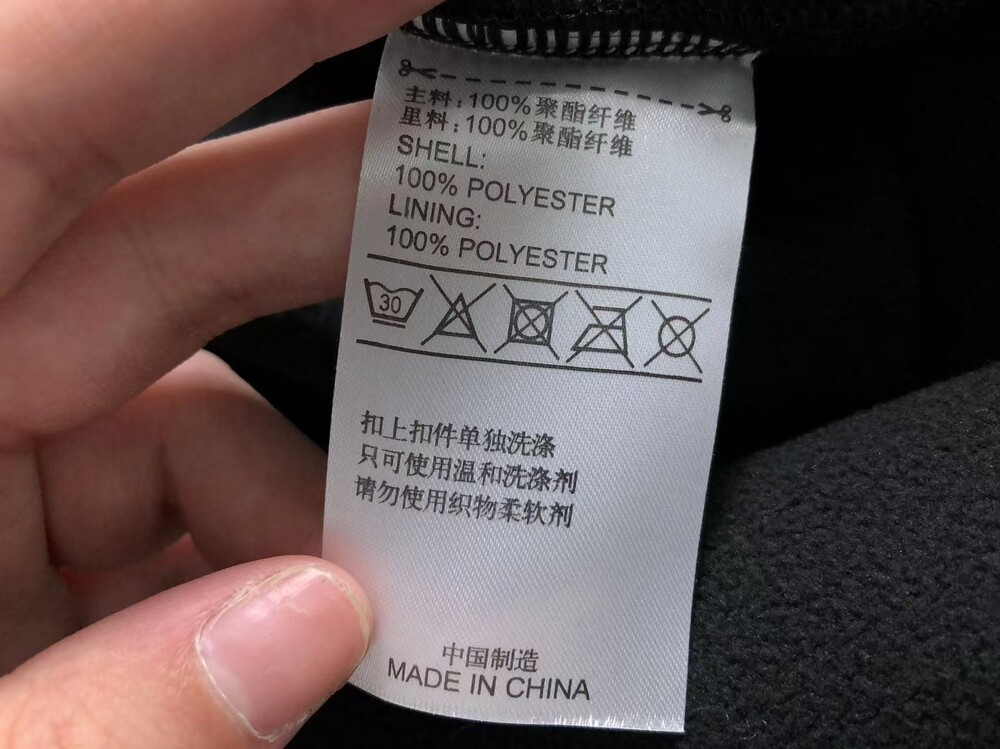 主料：100%聚酯纤维
里料：100%聚酯纤维
SHELL:
100% POLYESTER
LINING:
100% POLYESTER
30
扣上扣件单独洗涤
只可使用温和洗涤剂
请勿使用织物柔软剂
中国制造
MADE IN CHINA